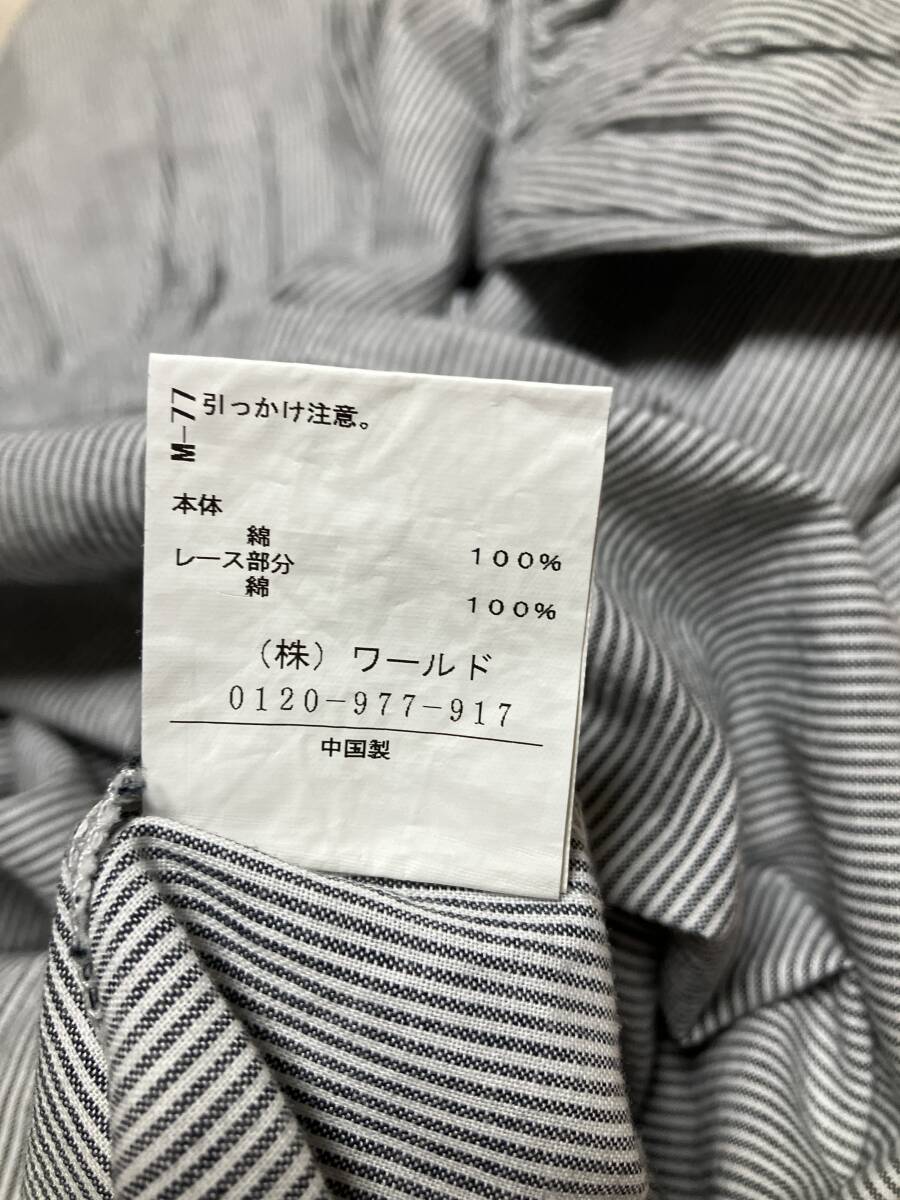 M-77
引っかけ注意。
本体
綿 100%
レース部分
綿 100%
（株）ワールド
0120-977-917
中国製